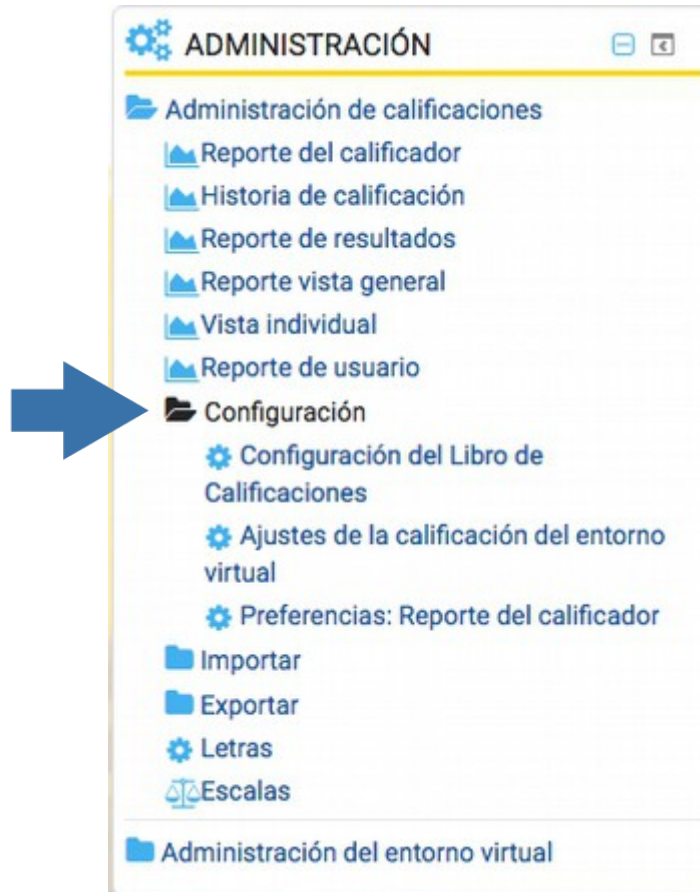 ADMINISTRACIÓN
Administración de calificaciones
Reporte del calificador
Historia de calificación
Reporte de resultados
Reporte vista general
Vista individual
Reporte de usuario
Configuración
Configuración del Libro de
Calificaciones
Ajustes de la calificación del entorno
virtual
Preferencias: Reporte del calificador
Importar
Exportar
Letras
Escalas
Administración del entorno virtual